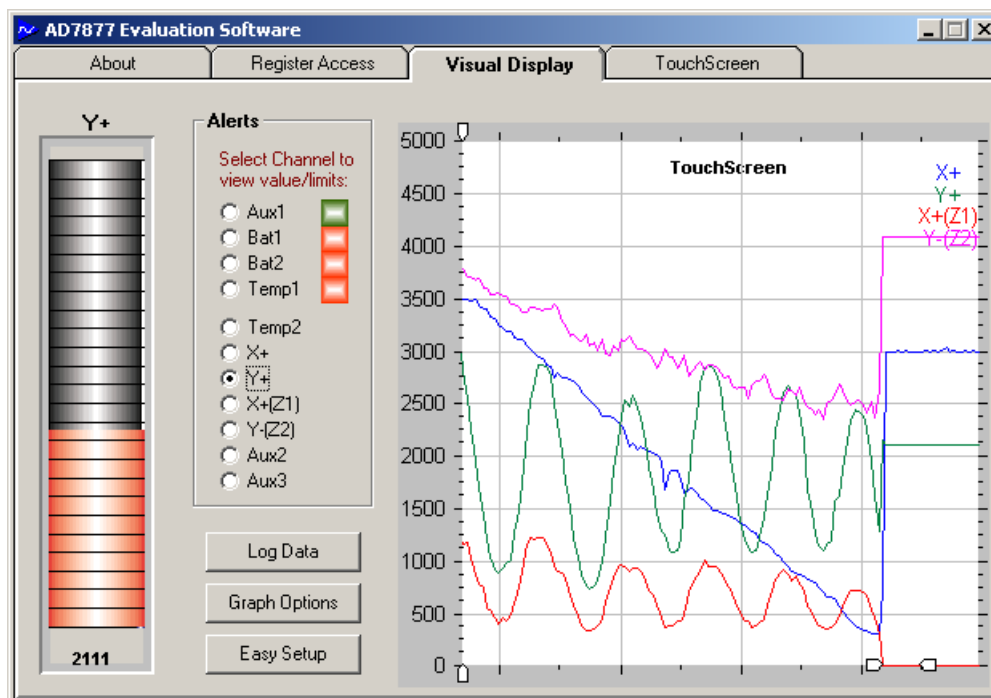 AD7877 Evaluation Software
About
Register Access
Visual Display
TouchScreen
Y+
2111
Alerts
Select Channel to
view value/limits:
Aux1
Bat1
Bat2
Temp1
Temp2
X+
Y+
X+(Z1)
Y-(Z2)
Aux2
Aux3
Log Data
Graph Options
Easy Setup
TouchScreen
X+
Y+
X+(Z1)
Y-(Z2)
5000
4500
4000
3500
3000
2500
2000
1500
1000
500
0